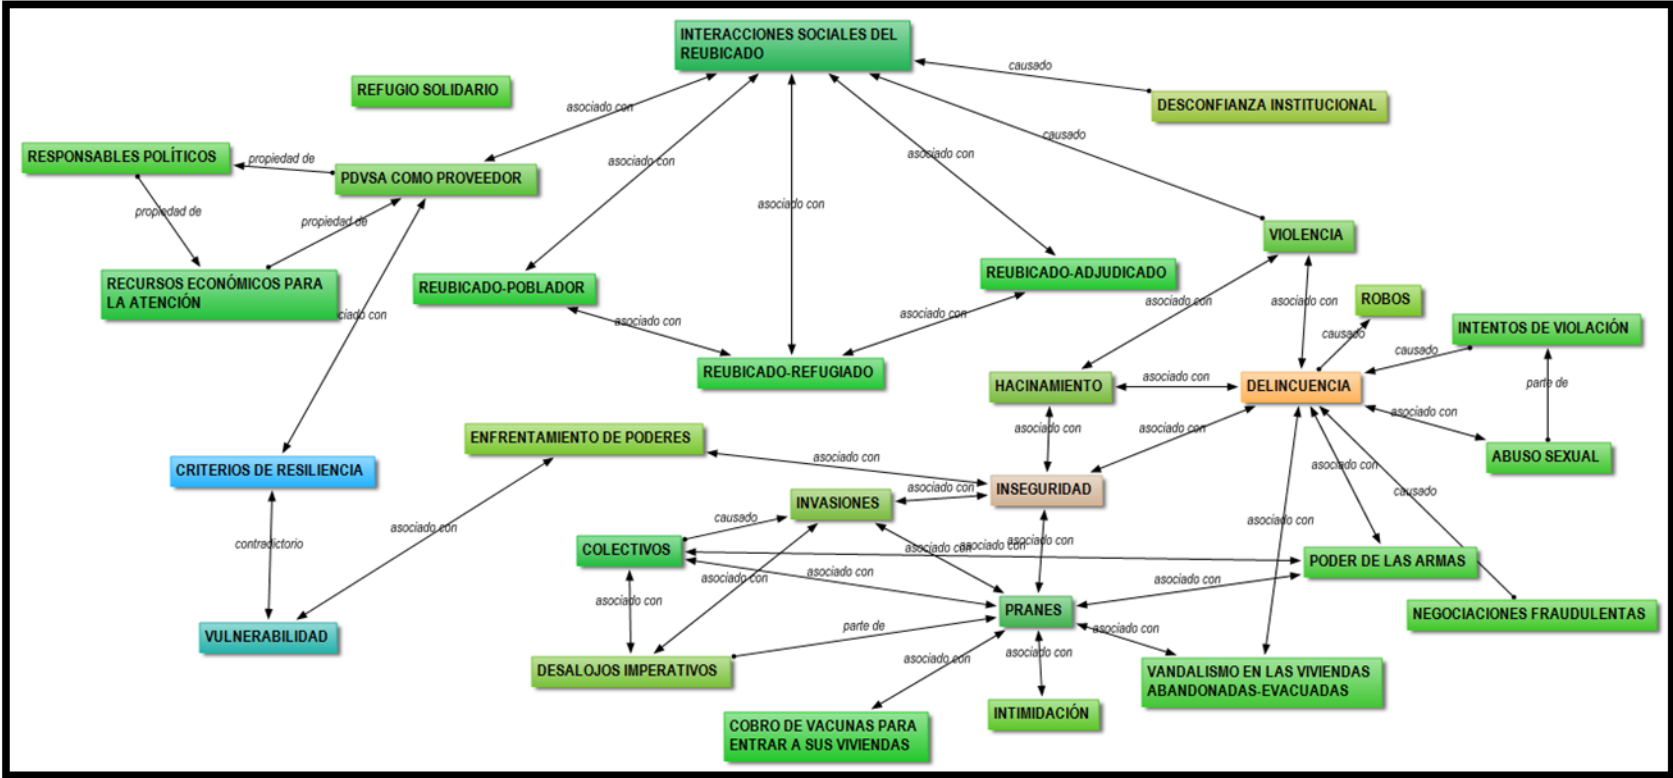 INTERACCIONES SOCIALES DEL
REUBICADO
causado
REFUGIO SOLIDARIO
DESCONFIANZA INSTITUCIONAL
asociado con
causado
RESPONSABLES POLÍTICOS
propiedad de
PDVSA COMO PROVEEDOR
asociado con
asociado con
asociado con
propiedad de
propiedad de
VIOLENCIA
RECURSOS ECONÓMICOS PARA
LA ATENCIÓN
ciado con
REUBICADO-POBLADOR
REUBICADO-ADJUDICADO
asociado con
asociado con
ROBOS
asociado con
asociado con
causado
INTENTOS DE VIOLACIÓN
causado
REUBICADO-REFUGIADO
HACINAMIENTO
asociado con
DELINCUENCIA
parte de
asociado con
asociado con
asociado con
ENFRENTAMIENTO DE PODERES
asociado con
ABUSO SEXUAL
asociado con
CRITERIOS DE RESILIENCIA
asociado con
INSEGURIDAD
causado
INVASIONES
causado
asociado con
asociado con
contradictorio
COLECTIVOS
asociado con
asociado con
asociado con
PODER DE LAS ARMAS
asociado con
asociado con
asociado con
asociado con
PRANES
NEGOCIACIONES FRAUDULENTAS
VULNERABILIDAD
parte de
asociado con
asociado con
asociado con
DESALOJOS IMPERATIVOS
VANDALISMO EN LAS VIVIENDAS
ABANDONADAS-EVACUADAS
INTIMIDACIÓN
COBRO DE VACUNAS PARA
ENTRAR A SUS VIVIENDAS